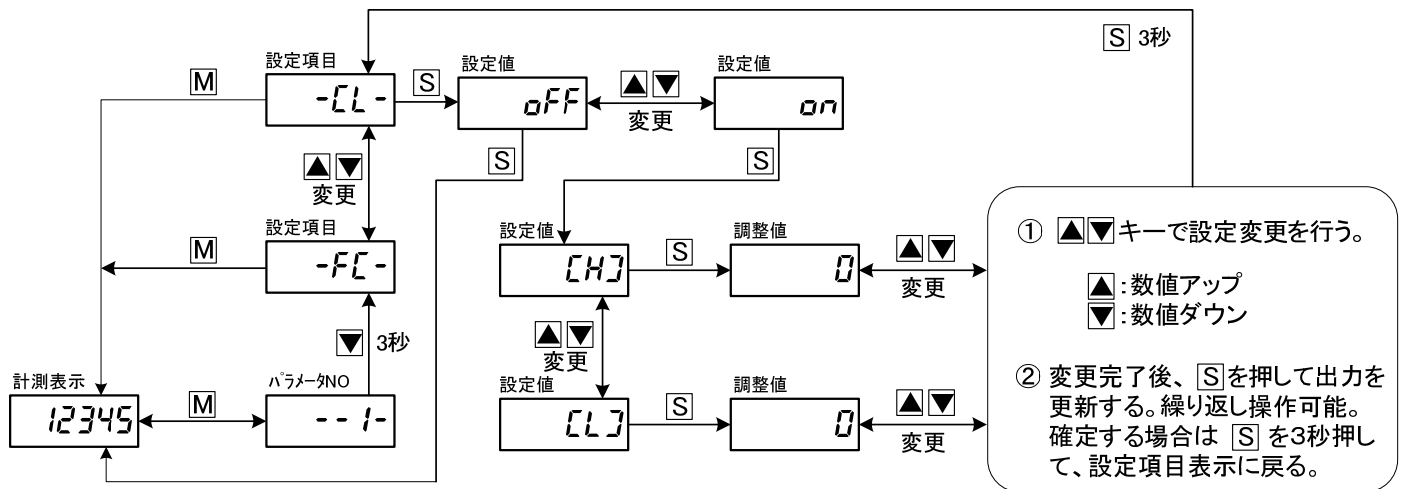 S 3秒
設定項目
-CL-
M
S
設定値
oFF
▲▼
変更
設定値
on
S
S
▲▼
変更
設定項目
-FC-
M
▼ 3秒
計測表示
12345
M
パラメータNO
--1-
設定値
[H]
S
調整値
0
▲▼
変更
▲▼
変更
設定値
[L]
S
調整値
0
▲▼
変更
① ▲▼キーで設定変更を行う。
▲:数値アップ
▼:数値ダウン
② 変更完了後、Sを押して出力を
更新する。繰り返し操作可能。
確定する場合は S を3秒押し
て、設定項目表示に戻る。